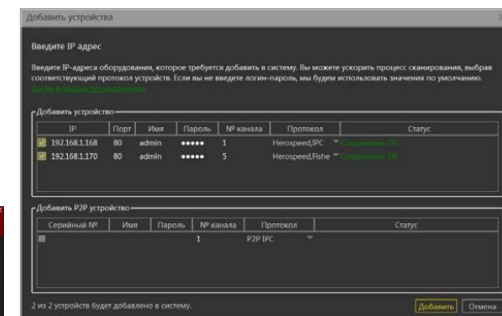 Добавить устройства
Введите IP адрес
Введите IP-адреса оборудования, которое требуется добавить в систему. Вы можете ускорить процесс сканирования, выбрав
соответствующий протокол устройств. Если вы не введете логин-пароль, мы будем использовать значения по умолчанию.
Добавить устройство
IP Порт Имя Пароль № канала Протокол Статус
192.168.1.168 80 admin ●●●●● 1 Herospeed,IPC Соединение ОК
192.168.1.170 80 admin ●●●●● 5 Herospeed,Fishe Соединение ОК
Добавить P2P устройство
Серийный № Имя Пароль № канала Протокол Статус
1 P2P IPC
2 из 2 устройств будет добавлено в систему.
Добавить Отмена